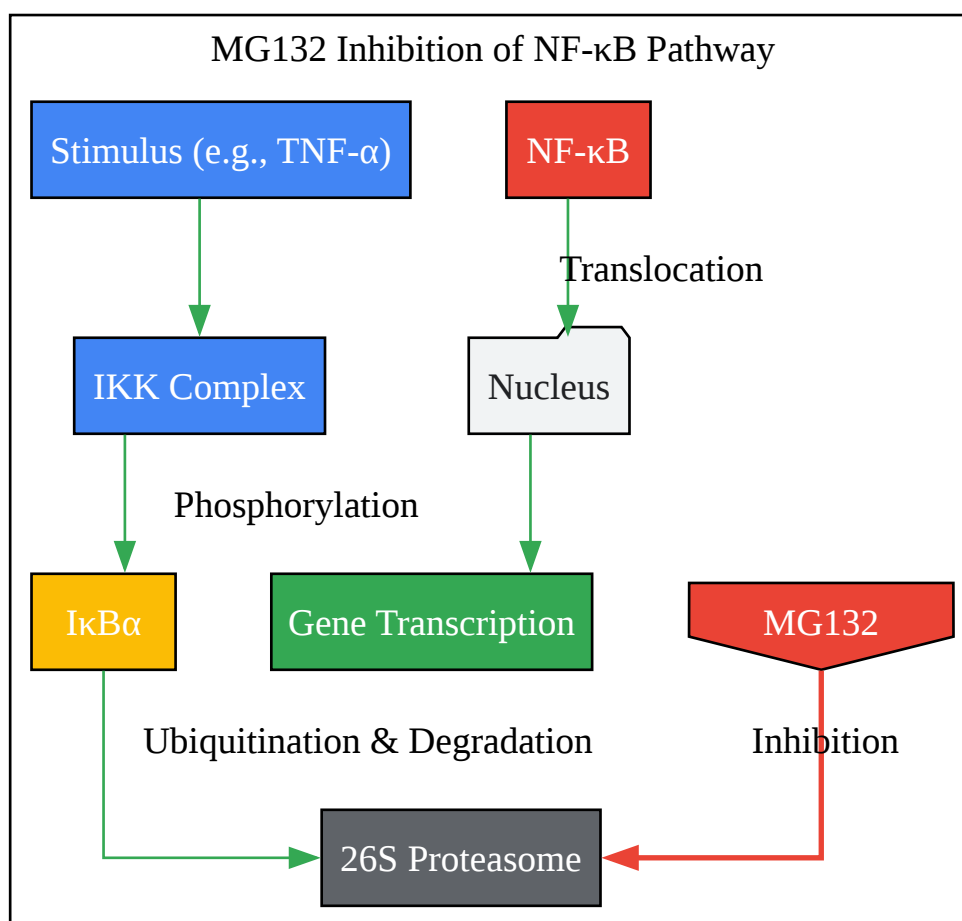 MG132 Inhibition of NF-κB Pathway
Stimulus (e.g., TNF-α)
NF-κB
Translocation
IKK Complex
Nucleus
Phosphorylation
IκBα
Gene Transcription
MG132
Ubiquitination & Degradation
Inhibition
26S Proteasome